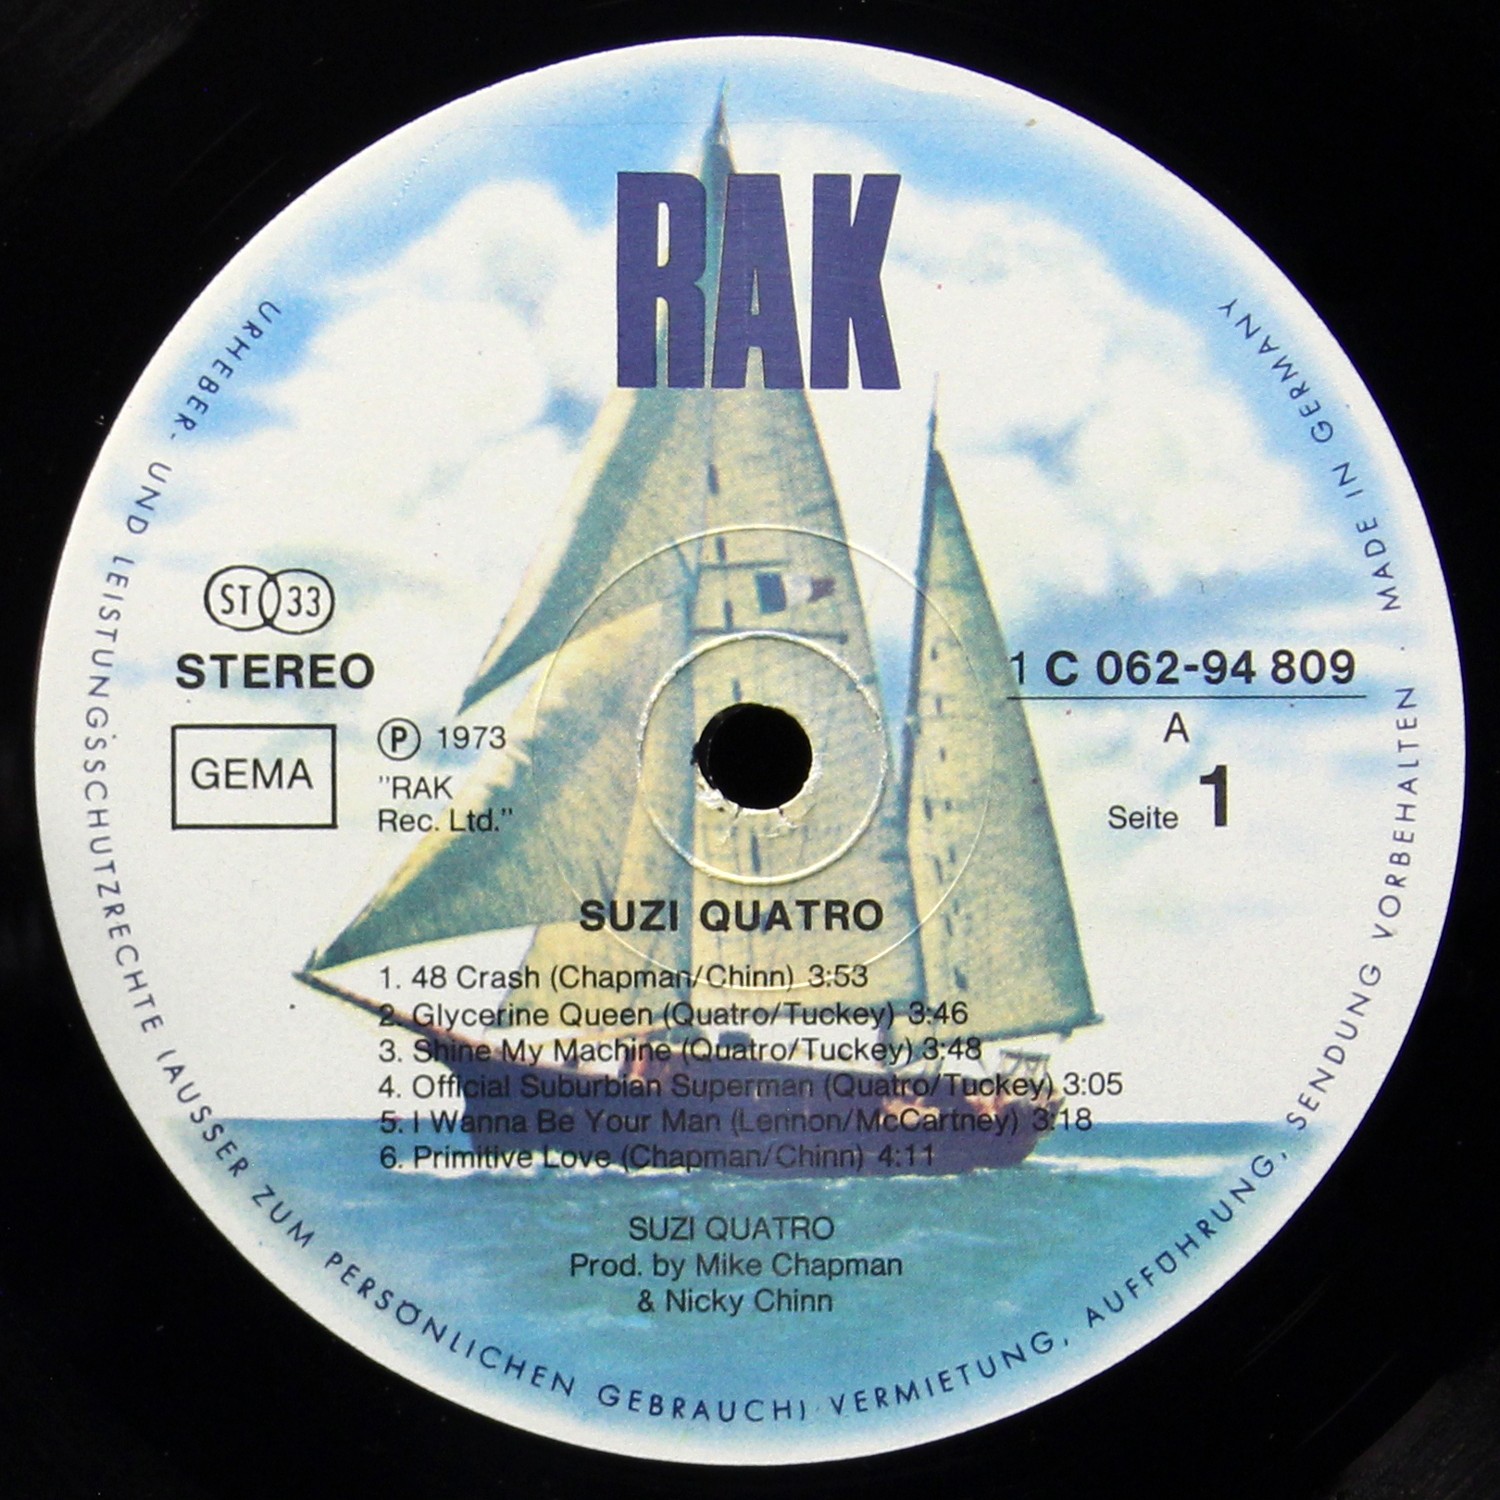 RAK
ST 33
STEREO
GEMA
Ⓟ 1973
"RAK
Rec. Ltd."
1 C 062-94 809
A
Seite 1
SUZI QUATRO
1. 48 Crash (Chapman/Chinn) 3:53
2. Glycerine Queen (Quatro/Tuckey) 3:46
3. Shine My Machine (Quatro/Tuckey) 3:48
4. Official Suburbian Superman (Quatro/Tuckey) 3:05
5. I Wanna Be Your Man (Lennon/McCartney) 3:18
6. Primitive Love (Chapman/Chinn) 4:11
SUZI QUATRO
Prod. by Mike Chapman
& Nicky Chinn
URHEBER- UND LEISTUNGSSCHUTZRECHTE (AUSSER ZUM PERSÖNLICHEN GEBRAUCH) VERMIETUNG, AUFFÜHRUNG, SENDUNG VORBEHALTEN · MADE IN GERMANY